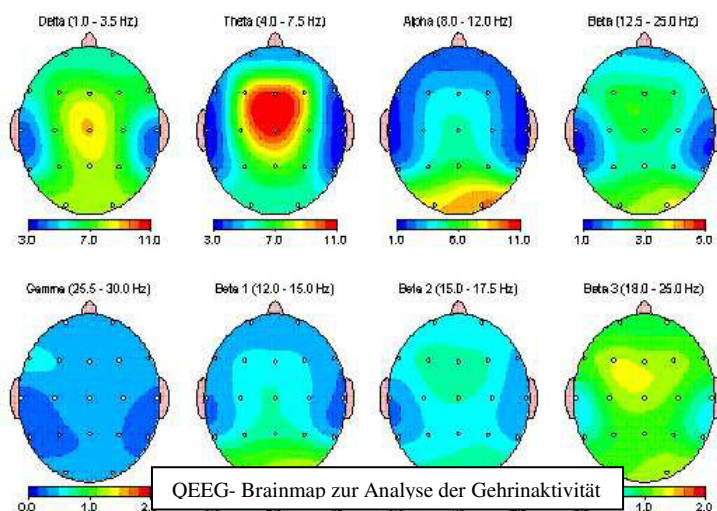 Delta (1.0 - 3.5 Hz) Theta (4.0 - 7.5 Hz) Alpha (8.0 - 12.0 Hz) Beta (12.5 - 25.0 Hz)
3.0 7.0 11.0 3.0 7.0 11.0 1.0 6.0 11.0 1.0 3.0 5.0
Gamma (25.5 - 30.0 Hz) Beta 1 (12.0 - 15.0 Hz) Beta 2 (15.0 - 17.5 Hz) Beta 3 (18.0 - 25.0 Hz)
QEEG- Brainmap zur Analyse der Gehrinaktivität
0.0 1.0 2.0